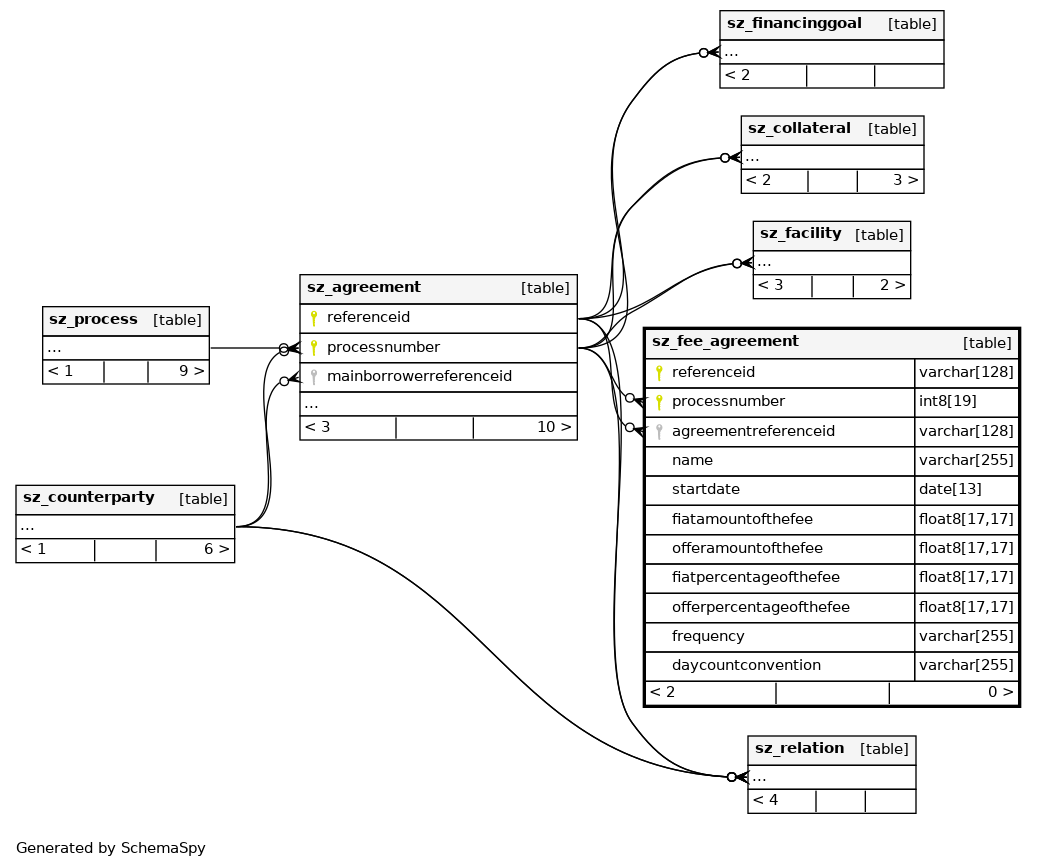 sz_financinggoal [table]
...
< 2
sz_collateral [table]
...
< 2 3 >
sz_facility [table]
...
< 3 2 >
sz_agreement [table]
referenceid
processnumber
mainborrowerreferenceid
...
< 3 10 >
sz_process [table]
...
< 1 9 >
sz_fee_agreement [table]
referenceid varchar[128]
processnumber int8[19]
agreementreferenceid varchar[128]
name varchar[255]
startdate date[13]
fiatamountofthefee float8[17,17]
offeramountofthefee float8[17,17]
fiatpercentageofthefee float8[17,17]
offerpercentageofthefee float8[17,17]
frequency varchar[255]
daycountconvention varchar[255]
< 2 0 >
sz_counterparty [table]
...
< 1 6 >
sz_relation [table]
...
< 4
Generated by SchemaSpy